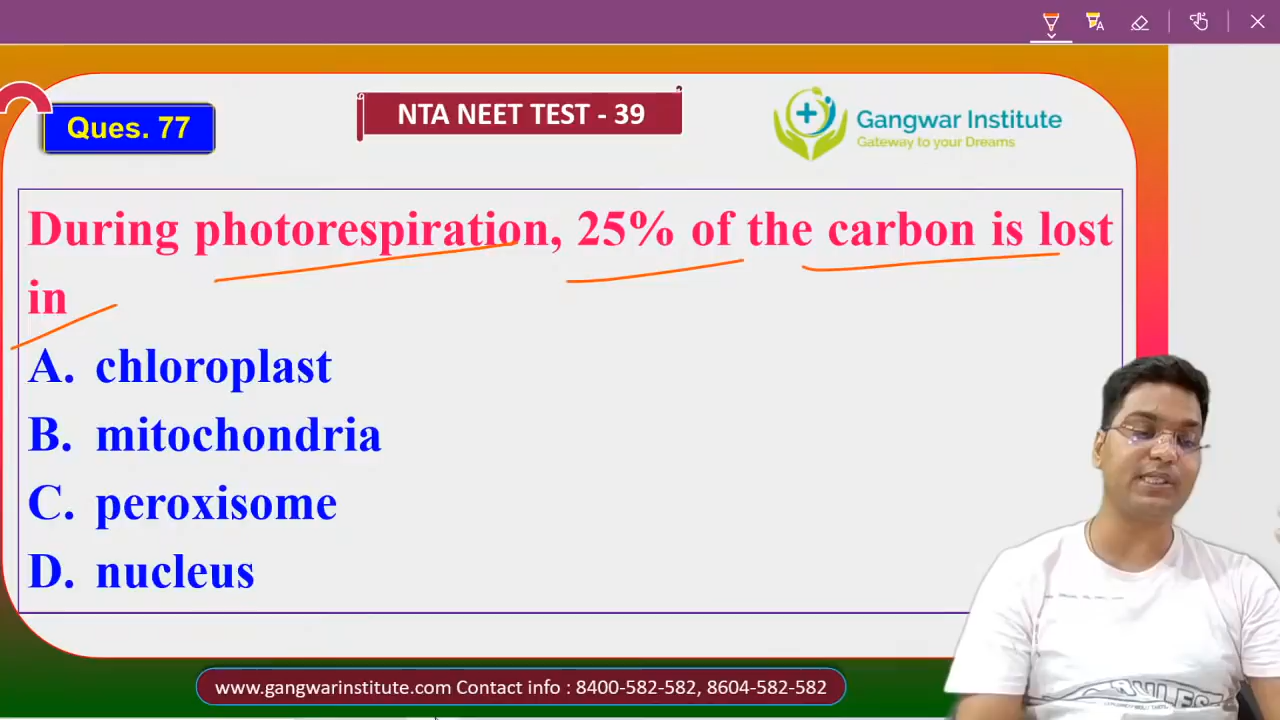 Ques. 77
NTA NEET TEST - 39
Gangwar Institute
Gateway to your Dreams
During photorespiration, 25% of the carbon is lost
in
A. chloroplast
B. mitochondria
C. peroxisome
D. nucleus
www.gangwarinstitute.com Contact info : 8400-582-582, 8604-582-582